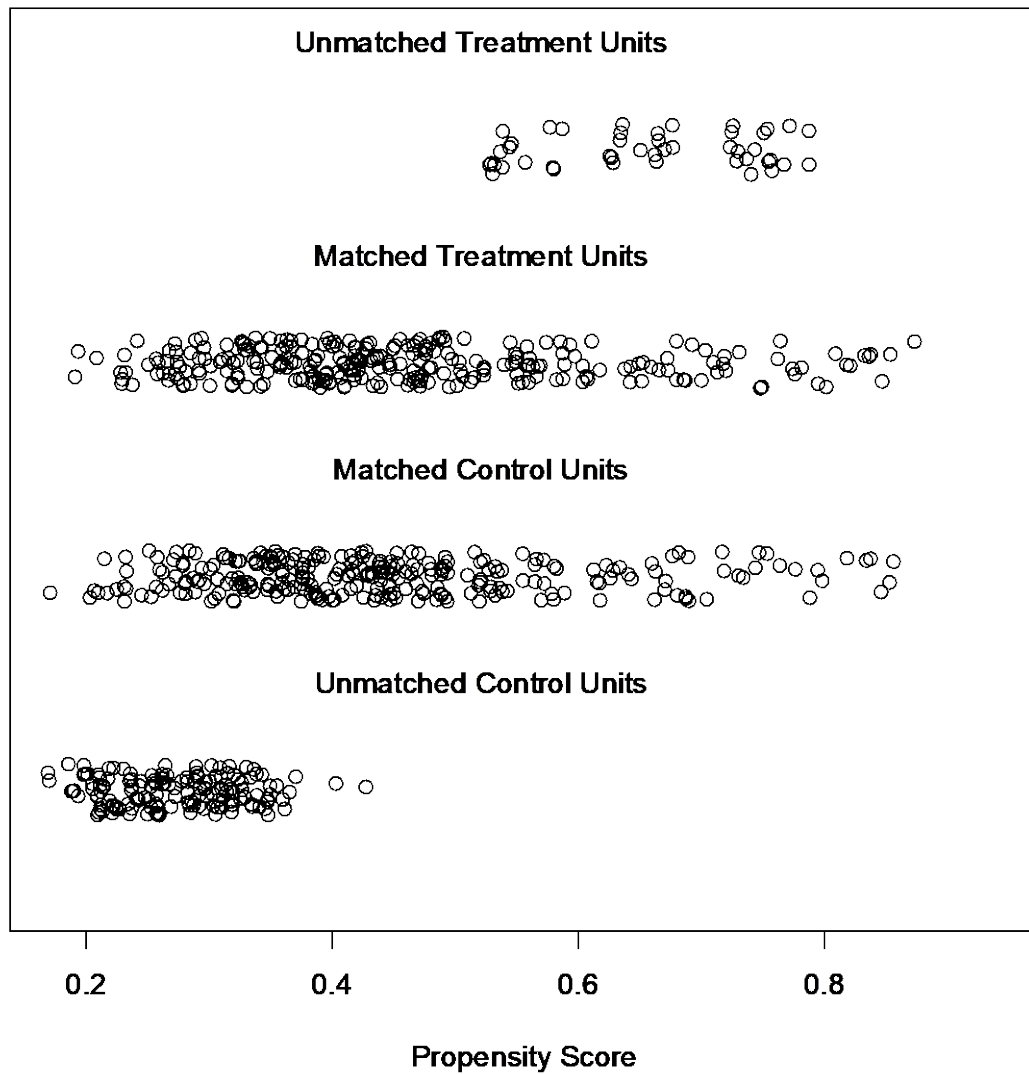 Unmatched Treatment Units
Matched Treatment Units
Matched Control Units
Unmatched Control Units
0.2 0.4 0.6 0.8
Propensity Score